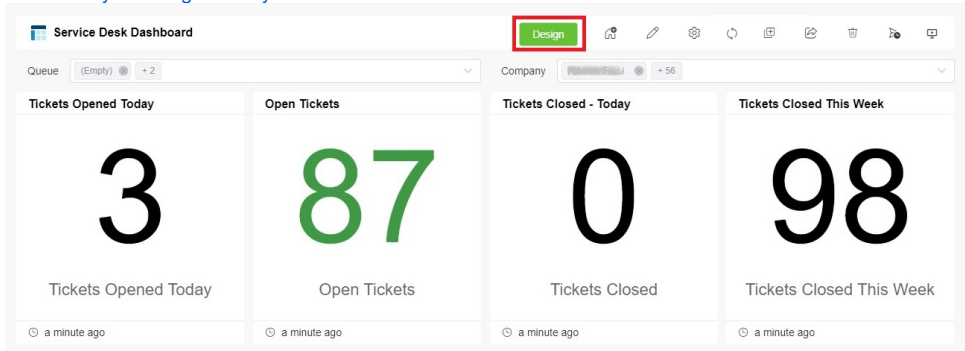 Service Desk Dashboard
Design
Queue (Empty) + 2
Company + 56
Tickets Opened Today
Open Tickets
Tickets Closed - Today
Tickets Closed This Week
3
87
0
98
Tickets Opened Today
Open Tickets
Tickets Closed
Tickets Closed This Week
a minute ago
a minute ago
a minute ago
a minute ago